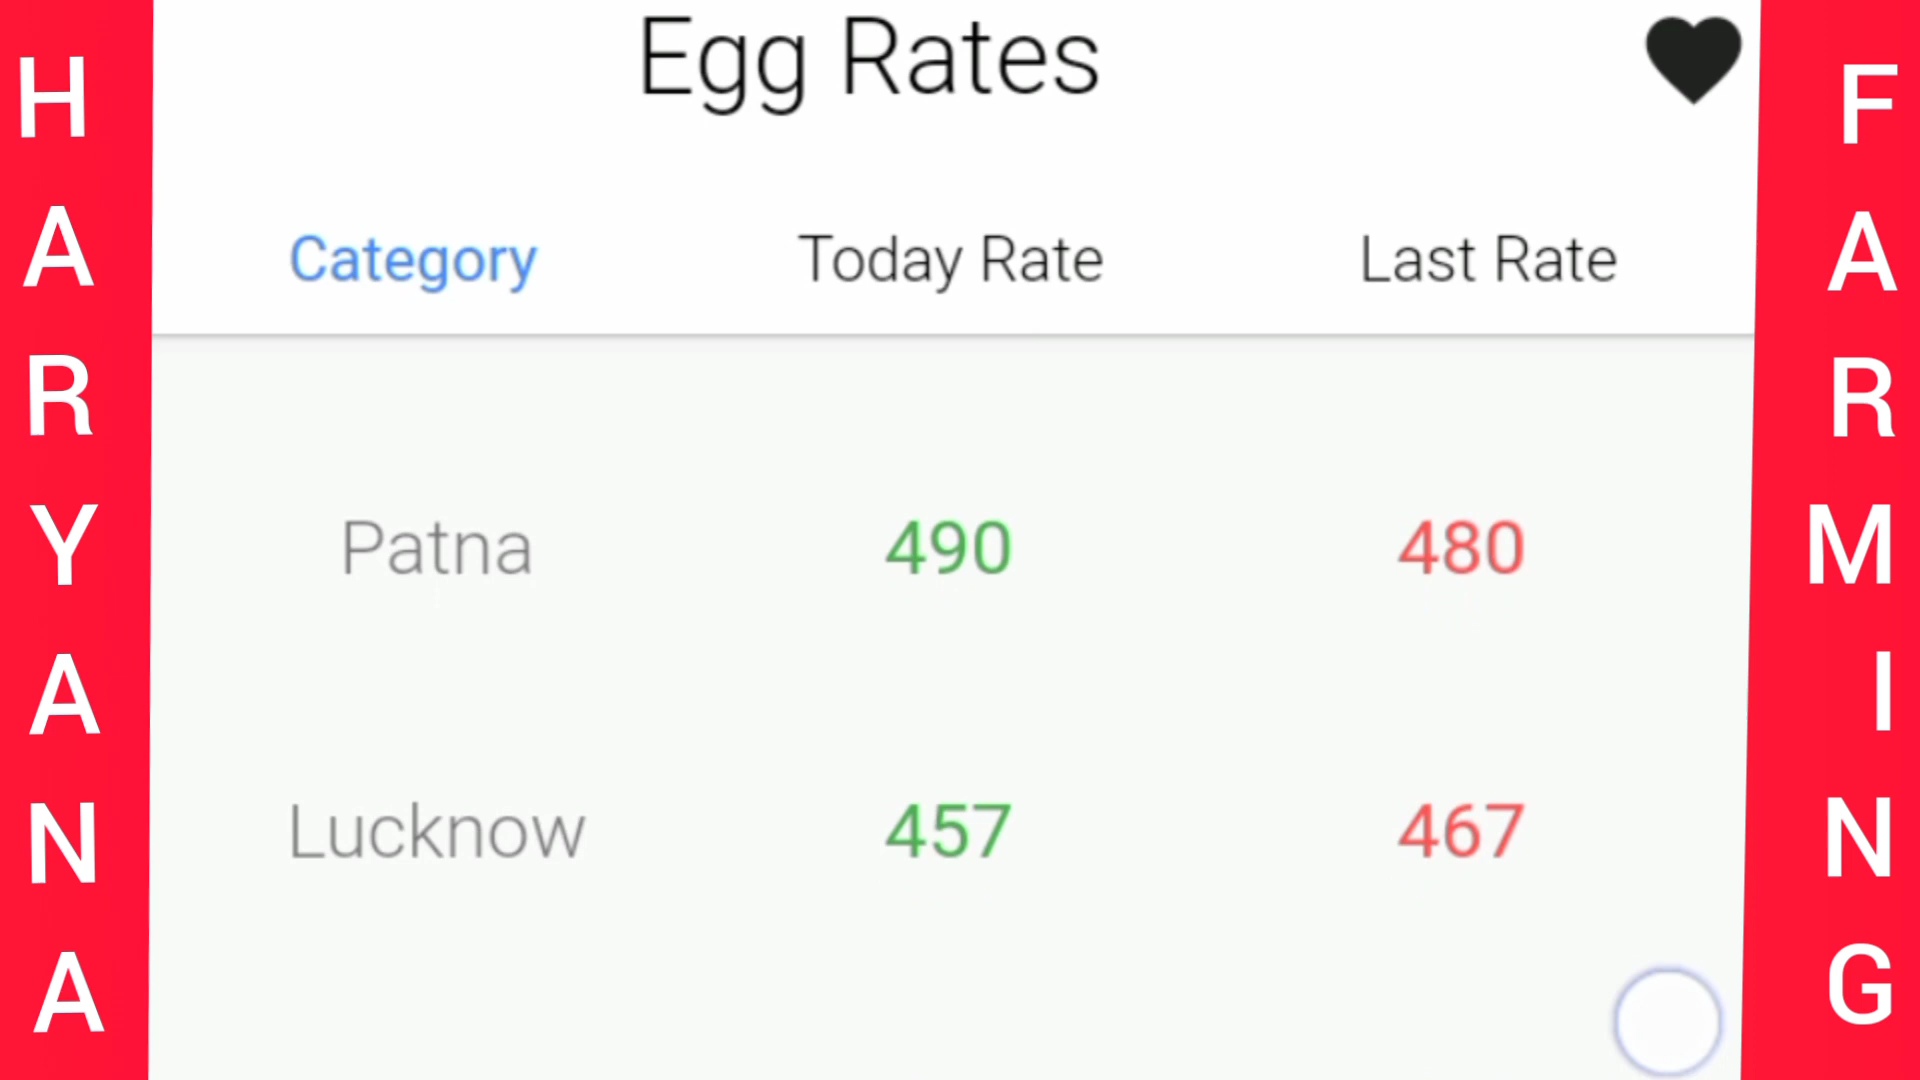 HARYANA
Egg Rates
Category Today Rate Last Rate
Patna 490 480
Lucknow 457 467
FARMING